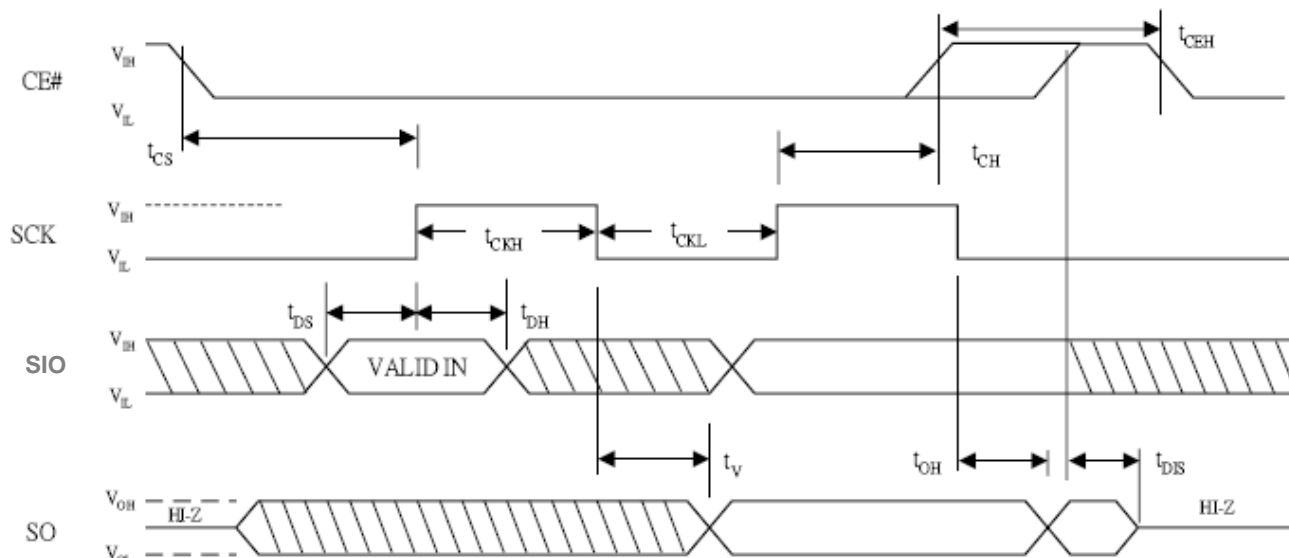 t_CEH
V_IH
CE#
V_IL
t_CS
t_CH
V_IH
SCK
t_CKH
t_CKL
V_IL
t_DS
t_DH
V_IH
SIO
VALID IN
V_IL
t_V
t_OH
t_DIS
V_OH
HI-Z
HI-Z
SO